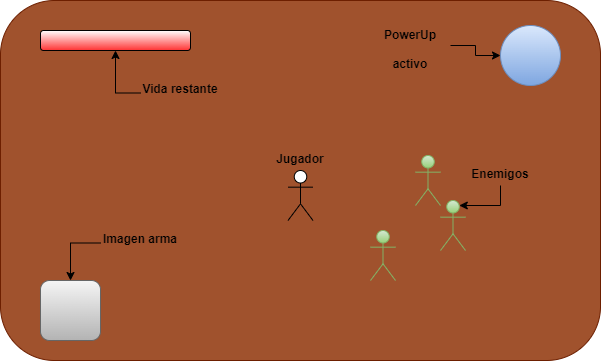 PowerUp
activo
Vida restante
Jugador
Enemigos
Imagen arma